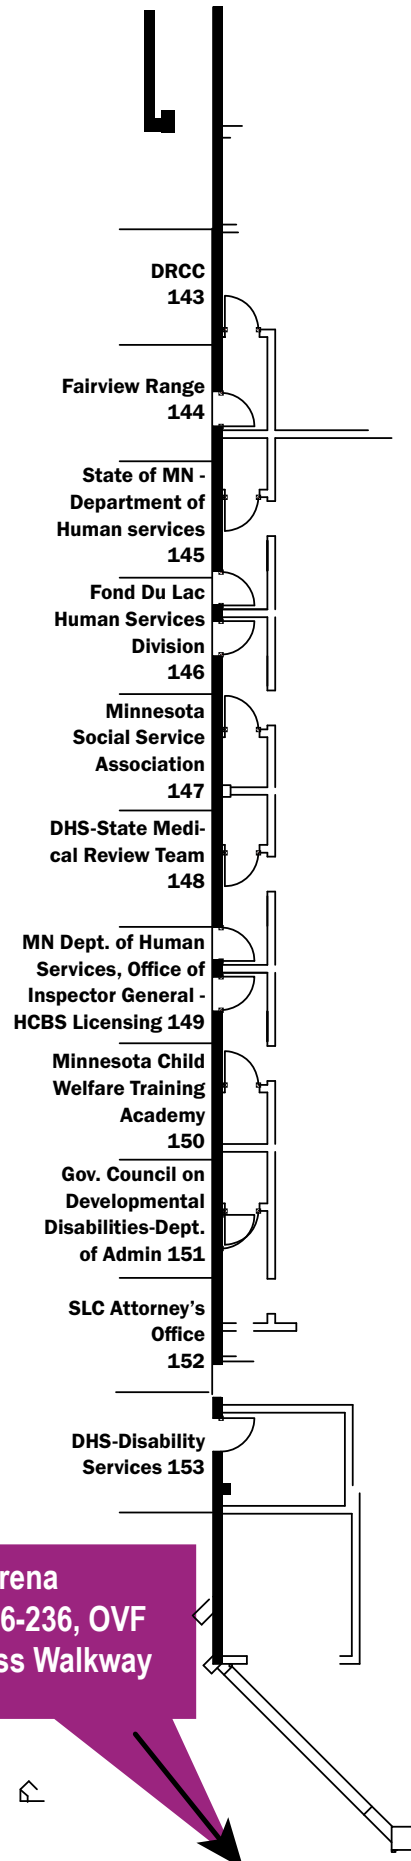 DRCC
143
Fairview Range
144
State of MN -
Department of
Human services
145
Fond Du Lac
Human Services
Division
146
Minnesota
Social Service
Association
147
DHS-State Medi-
cal Review Team
148
MN Dept. of Human
Services, Office of
Inspector General -
HCBS Licensing 149
Minnesota Child
Welfare Training
Academy
150
Gov. Council on
Developmental
Disabilities-Dept.
of Admin 151
SLC Attorney's
Office
152
DHS-Disability
Services 153
rena
6-236, OVF
ss Walkway